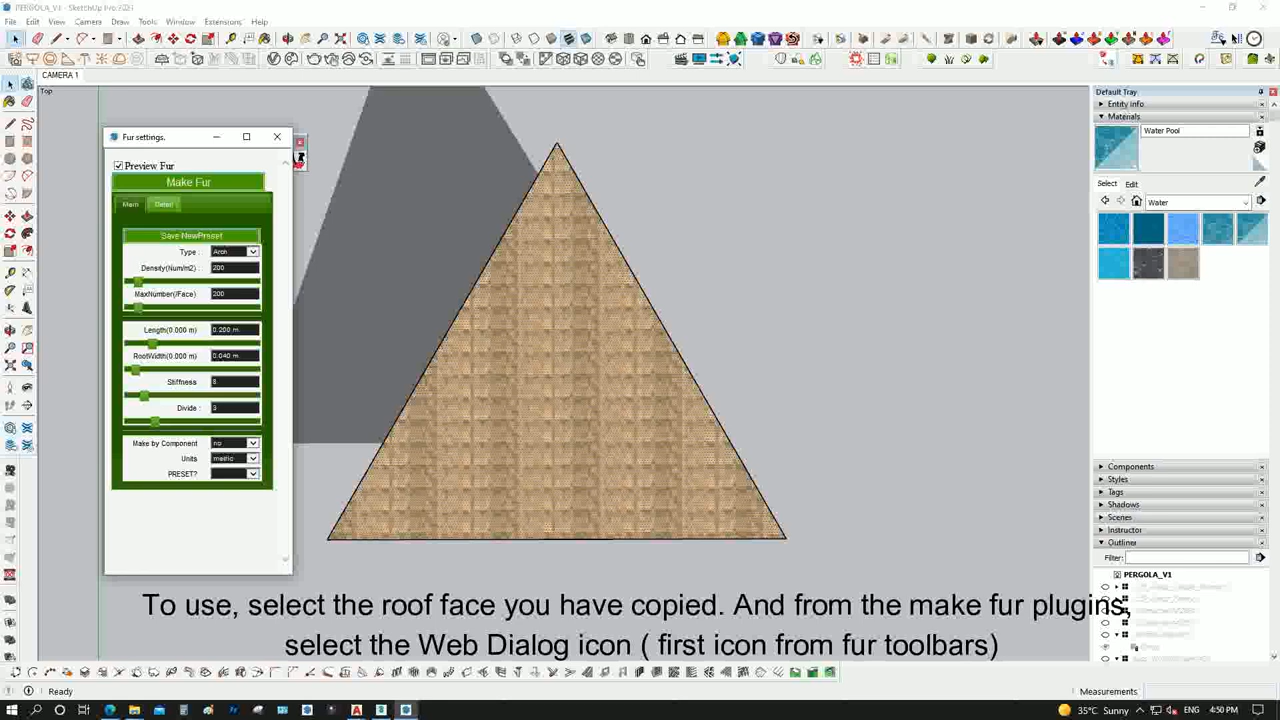 PERGOLA_V1 - SketchUp Pro 2021
File Edit View Camera Draw Tools Window Extensions Help
CAMERA 1
Top
Fur settings.
Preview Fur
Make Fur
Main Detail
Save NewPreset
Type : Arch
Density(Num/m2) : 200
MaxNumber(/Face) 200
Length(0.000 m) 0.200 m
RootWidth(0.000 m) 0.040 m
Stiffness 8
Divide : 3
Make by Component no
Units metric
PRESET?
Default Tray
Entity Info
Materials
Water Pool
Select Edit
Water
Components
Styles
Tags
Shadows
Scenes
Instructor
Outliner
Filter:
PERGOLA_V1
To use, select the roof face you have copied. And from the make fur plugins,
select the Web Dialog icon ( first icon from fur toolbars)
Ready
Measurements
35°C Sunny ENG 4:50 PM